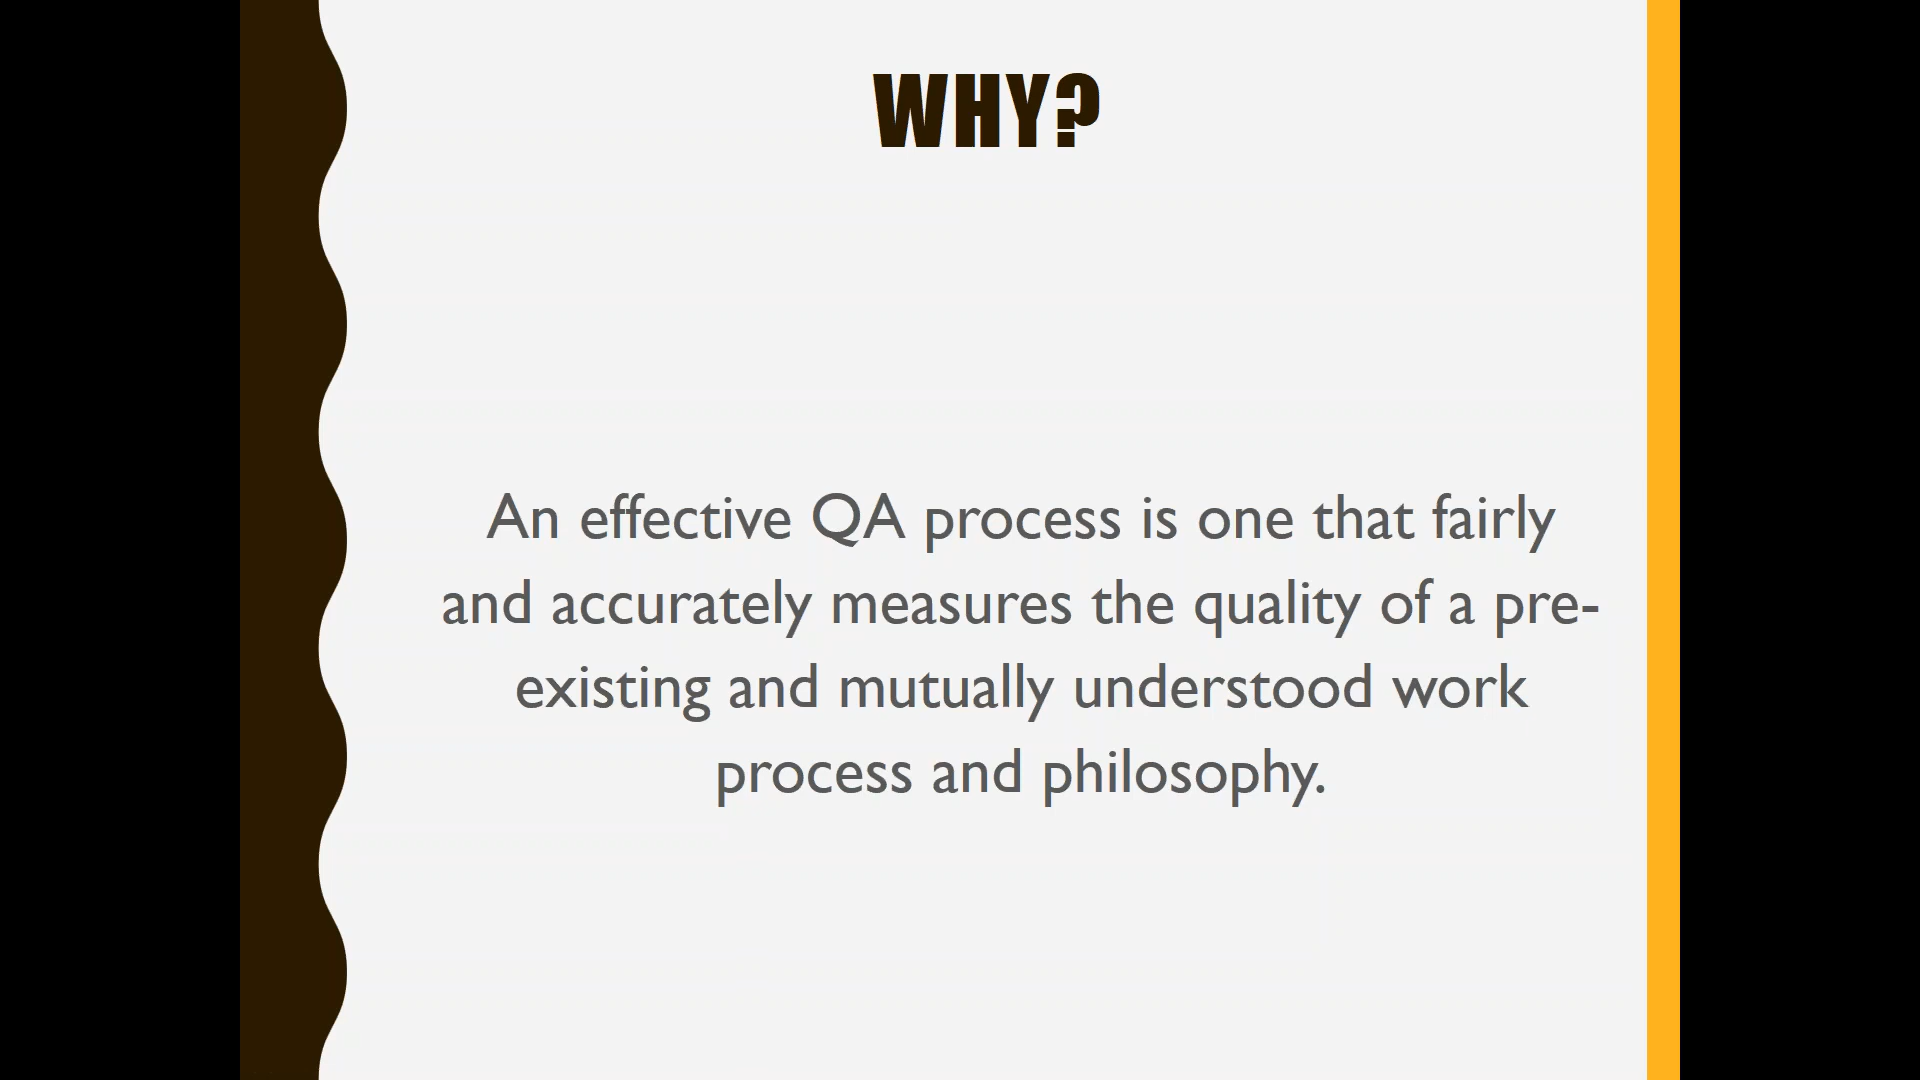 WHY?
An effective QA process is one that fairly
and accurately measures the quality of a pre-
existing and mutually understood work
process and philosophy.